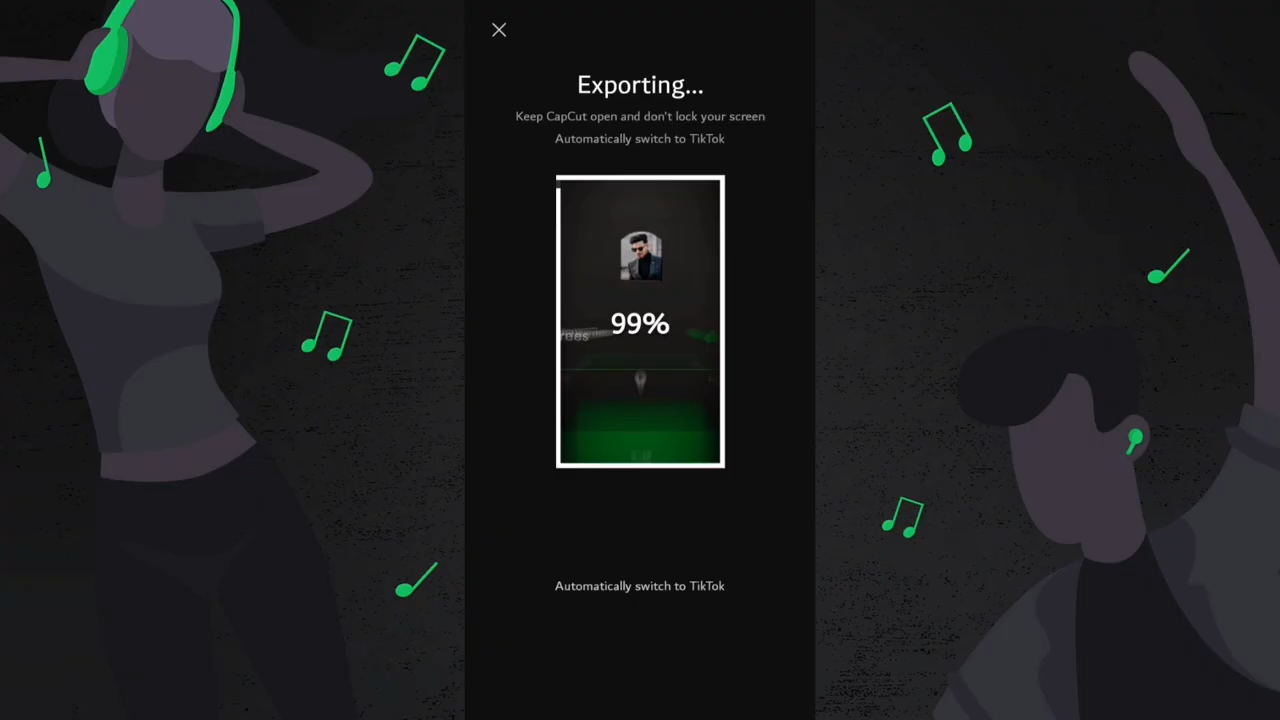 Exporting...
Keep CapCut open and don't lock your screen
Automatically switch to TikTok
99%
Automatically switch to TikTok